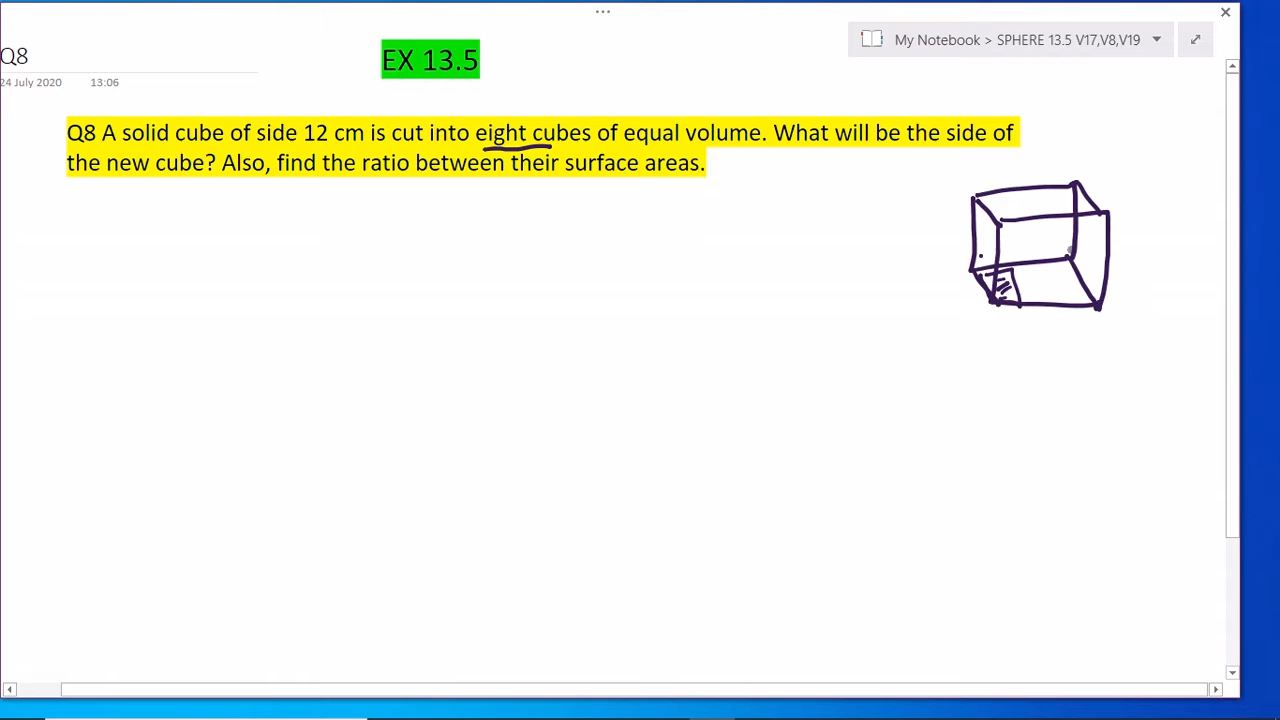 ...
My Notebook > SPHERE 13.5 V17,V8,V19
Q8
EX 13.5
24 July 2020 13:06
Q8 A solid cube of side 12 cm is cut into eight cubes of equal volume. What will be the side of
the new cube? Also, find the ratio between their surface areas.